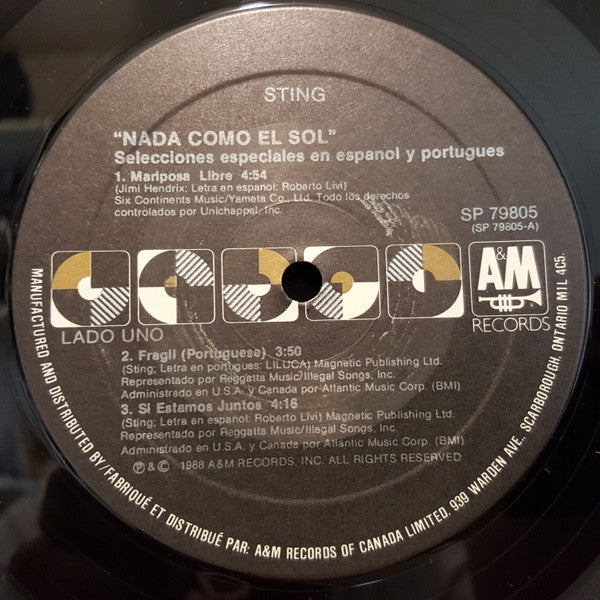 STING
"NADA COMO EL SOL"
Selecciones especiales en espanol y portugues
1. Mariposa Libre 4:54
(Jimi Hendrix; Letra en espanol: Roberto Livi)
Six Continents Music/Yameta Co., Ltd. Todo los derechos
controlados por Unichappel, Inc.
SP 79805
(SP 79805-A)
A&M
RECORDS
LADO UNO
2. Fragil (Portuguese) 3:50
(Sting; Letra en portugues: LILUCA) Magnetic Publishing Ltd.
Representado por Reggatta Music/Illegal Songs, Inc.
Administrado en U.S.A. y Canada por Atlantic Music Corp. (BMI)
3. Si Estamos Juntos 4:16
(Sting; Letra en espanol: Roberto Livi) Magnetic Publishing Ltd.
Representado por Reggatta Music/Illegal Songs, Inc.
Administrado en U.S.A. y Canada por Atlantic Music Corp. (BMI)
℗ & © 1988 A&M RECORDS, INC. ALL RIGHTS RESERVED
MANUFACTURED AND DISTRIBUTED BY/FABRIQUÉ ET DISTRIBUÉ PAR: A&M RECORDS OF CANADA LIMITED. 939 WARDEN AVE. SCARBOROUGH, ONTARIO M1L 4C5.